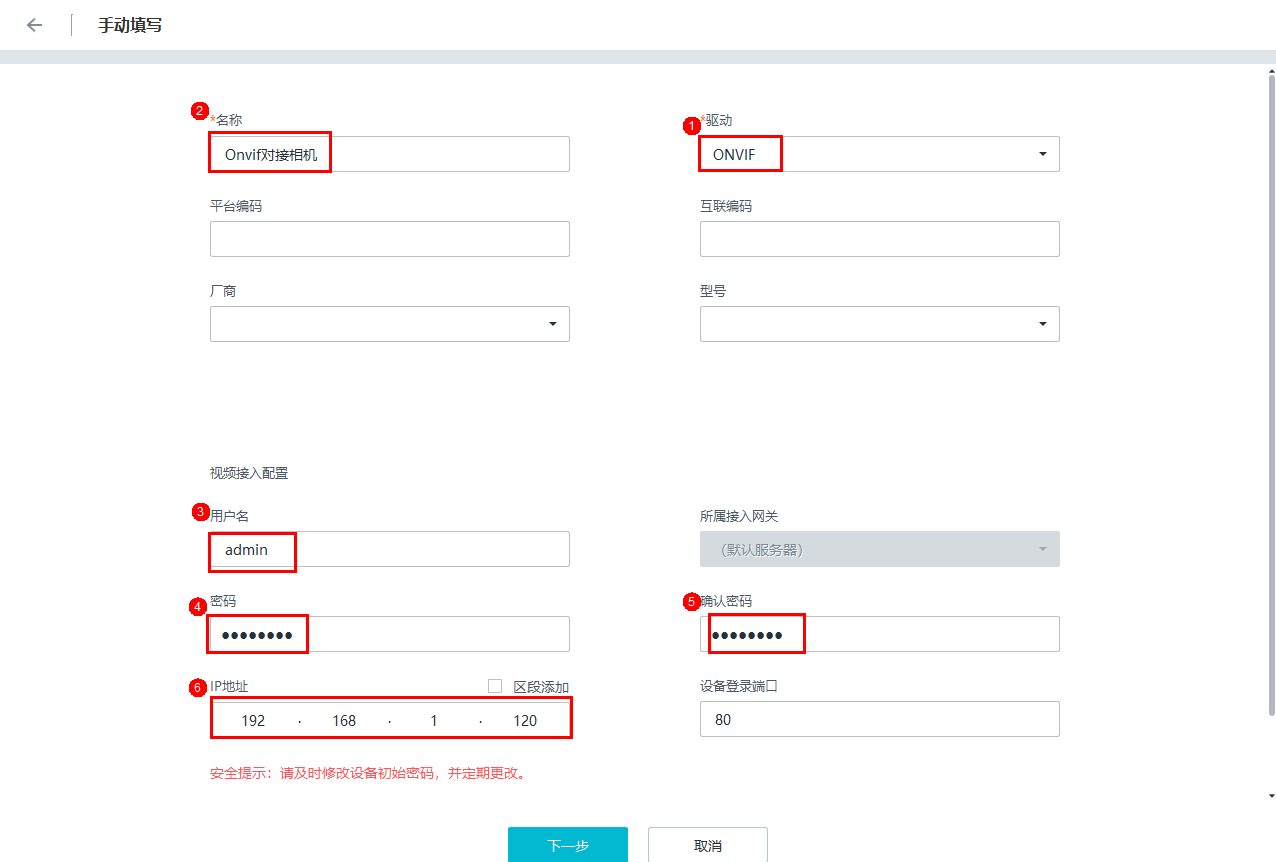 手动填写
2
*名称
1
*驱动
Onvif对接相机
ONVIF
平台编码
互联编码
厂商
型号
视频接入配置
3
用户名
所属接入网关
admin
(默认服务器)
4
密码
5
确认密码
••••••••
••••••••
6
IP地址
区段添加
设备登录端口
192 . 168 . 1 . 120
80
安全提示：请及时修改设备初始密码，并定期更改。
下一步
取消